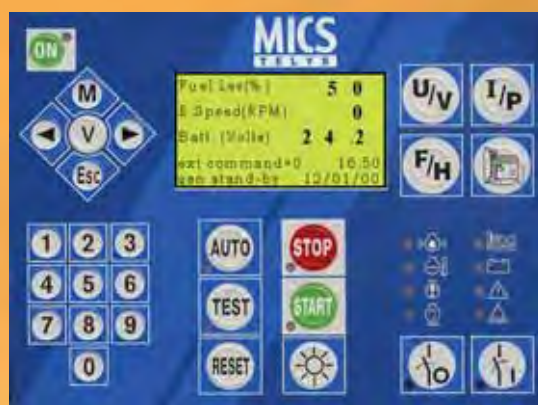 ON
MICS
TELYS
Fuel Lev(%) 5 0
E Speed(RPM) 0
Batt. (Volts) 2 4 .2
ext command=0 16:50
gen stand-by 12/01/00
M
V
Esc
U/V
I/P
F/H
1 2 3
4 5 6
7 8 9
0
AUTO
STOP
TEST
START
RESET
O
I